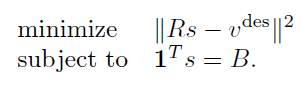 minimize ‖Rs − v^des‖²
subject to 𝟏^T s = B.